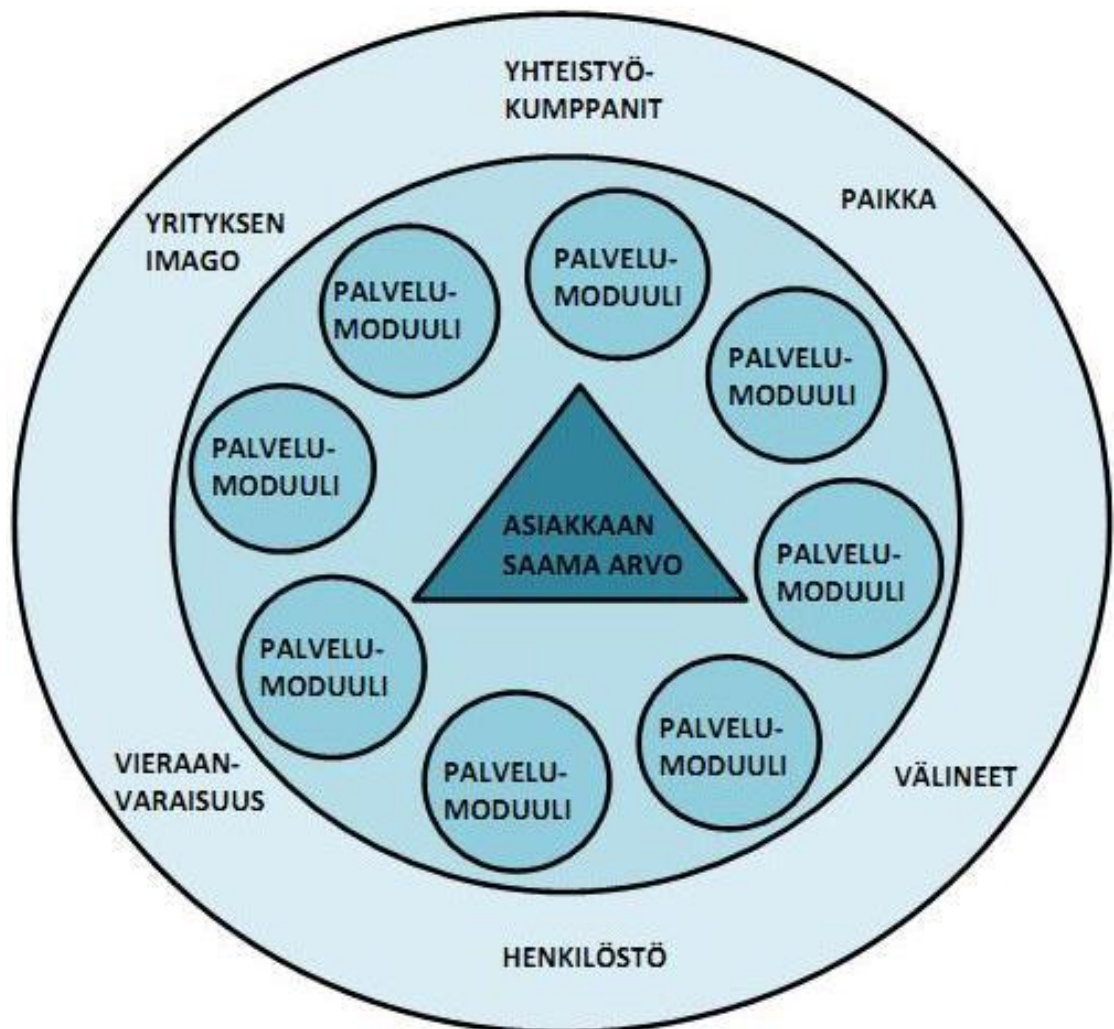 YHTEISTYÖ-
KUMPPANIT
PAIKKA
YRITYKSEN
IMAGO
PALVELU-
MODUULI
PALVELU-
MODUULI
PALVELU-
MODUULI
PALVELU-
MODUULI
ASIAKKAAN
SAAMA ARVO
PALVELU-
MODUULI
PALVELU-
MODUULI
PALVELU-
MODUULI
PALVELU-
MODUULI
VIERAAN-
VARAISUUS
VÄLINEET
HENKILÖSTÖ